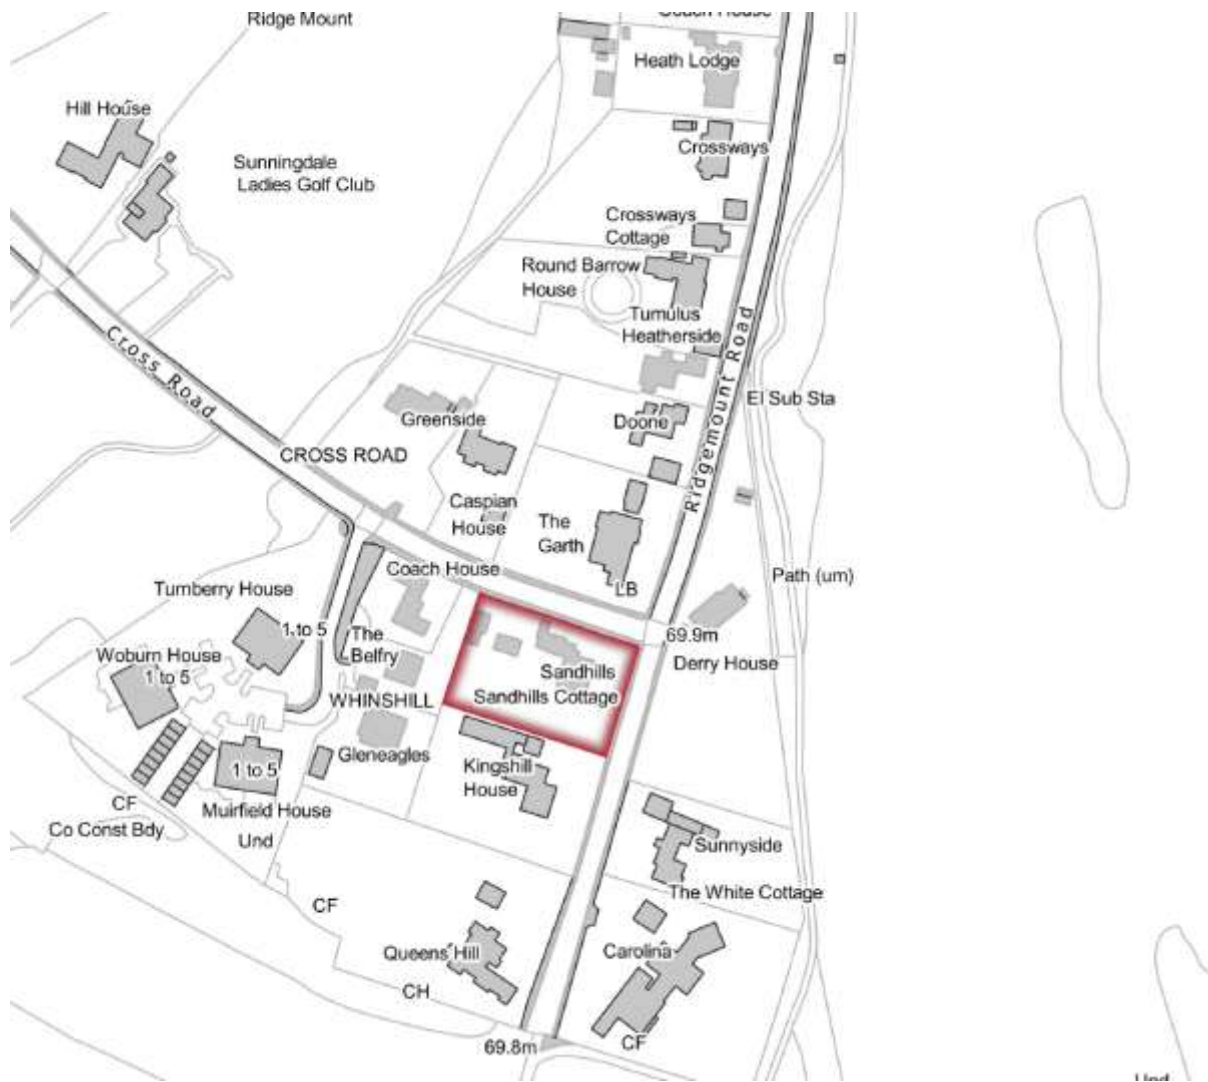 Ridge Mount
Coach House
Heath Lodge
Hill House
Crossways
Sunningdale
Ladies Golf Club
Crossways
Cottage
Round Barrow
House
Tumulus
Heatherside
Cross Road
Ridgemount Road
El Sub Sta
Greenside
Doone
CROSS ROAD
Caspian
House
The
Garth
Coach House
LB
Path (um)
Turnberry House
1 to 5
The
Belfry
69.9m
Derry House
Woburn House
1 to 5
Sandhills
Sandhills Cottage
WHINSHILL
Gleneagles
Kingshill
House
1 to 5
CF
Muirfield House
Co Const Bdy
Und
Sunnyside
The White Cottage
CF
Queens Hill
Carolina
CH
69.8m
CF
Und